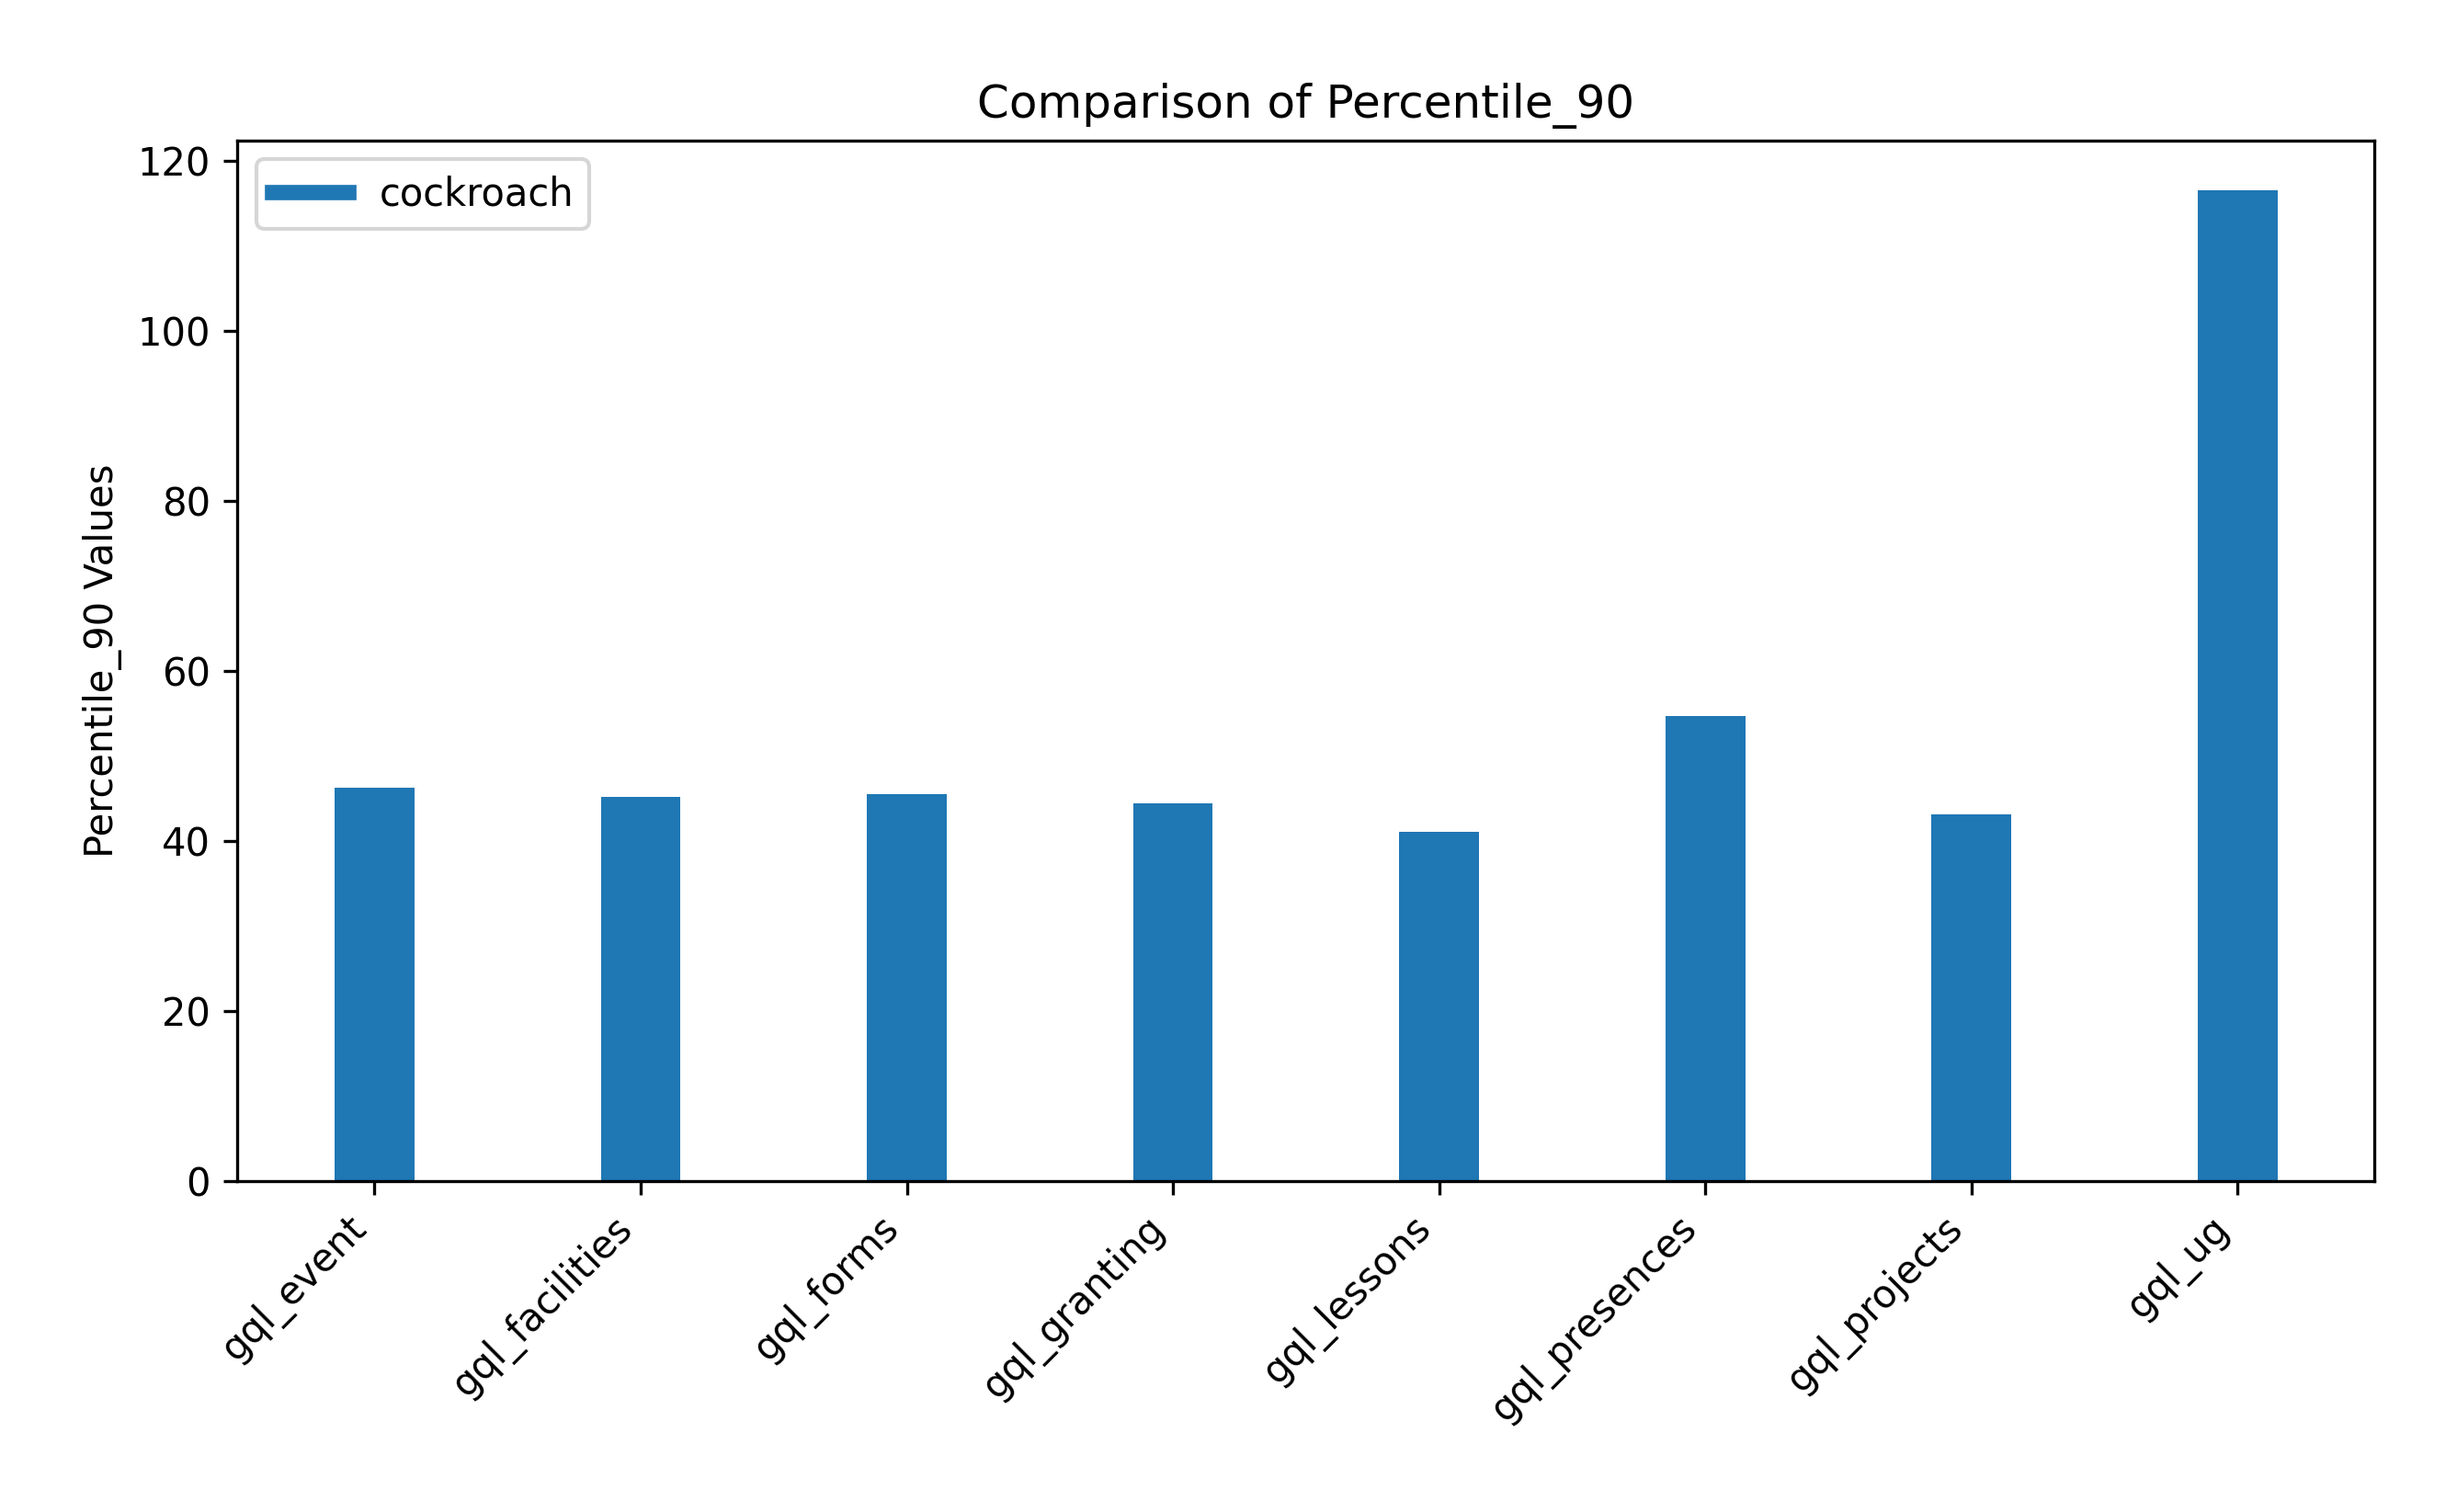 Comparison of Percentile_90
cockroach
Percentile_90 Values
120
100
80
60
40
20
0
gql_event
gql_facilities
gql_forms
gql_granting
gql_lessons
gql_presences
gql_projects
gql_ug